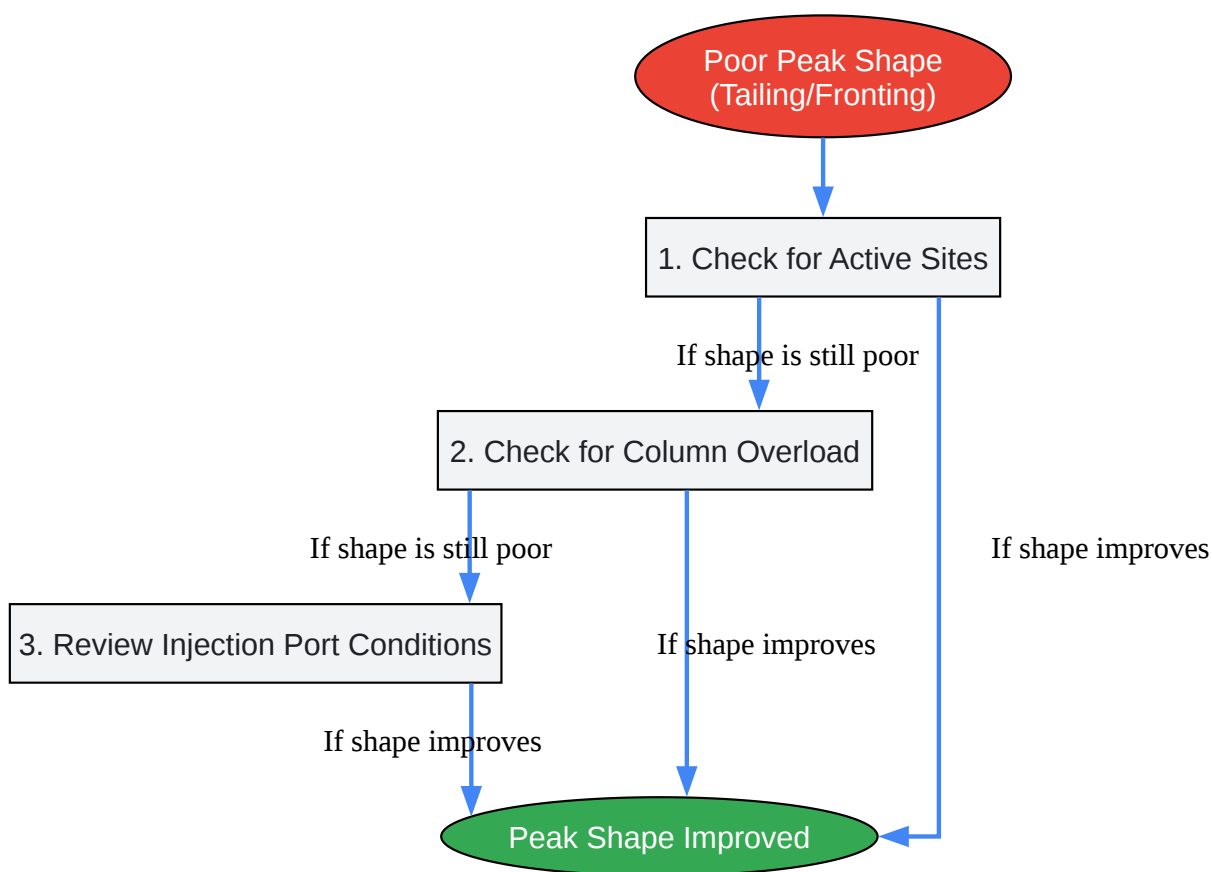 Poor Peak Shape
(Tailing/Fronting)
1. Check for Active Sites
If shape is still poor
2. Check for Column Overload
If shape is still poor
If shape improves
3. Review Injection Port Conditions
If shape improves
If shape improves
Peak Shape Improved